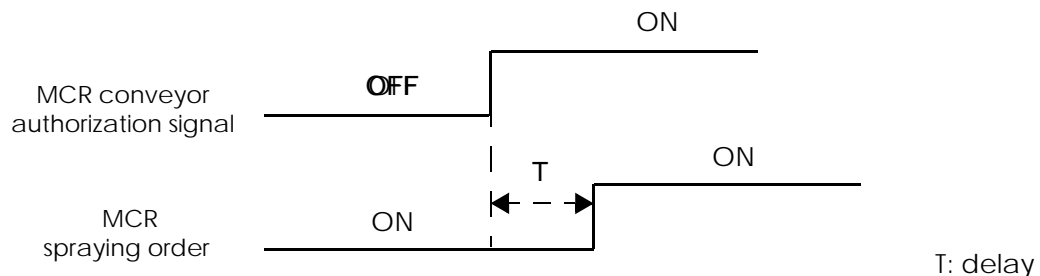 ON
OFF
MCR conveyor
authorization signal
ON
T
MCR
spraying order
ON
T: delay